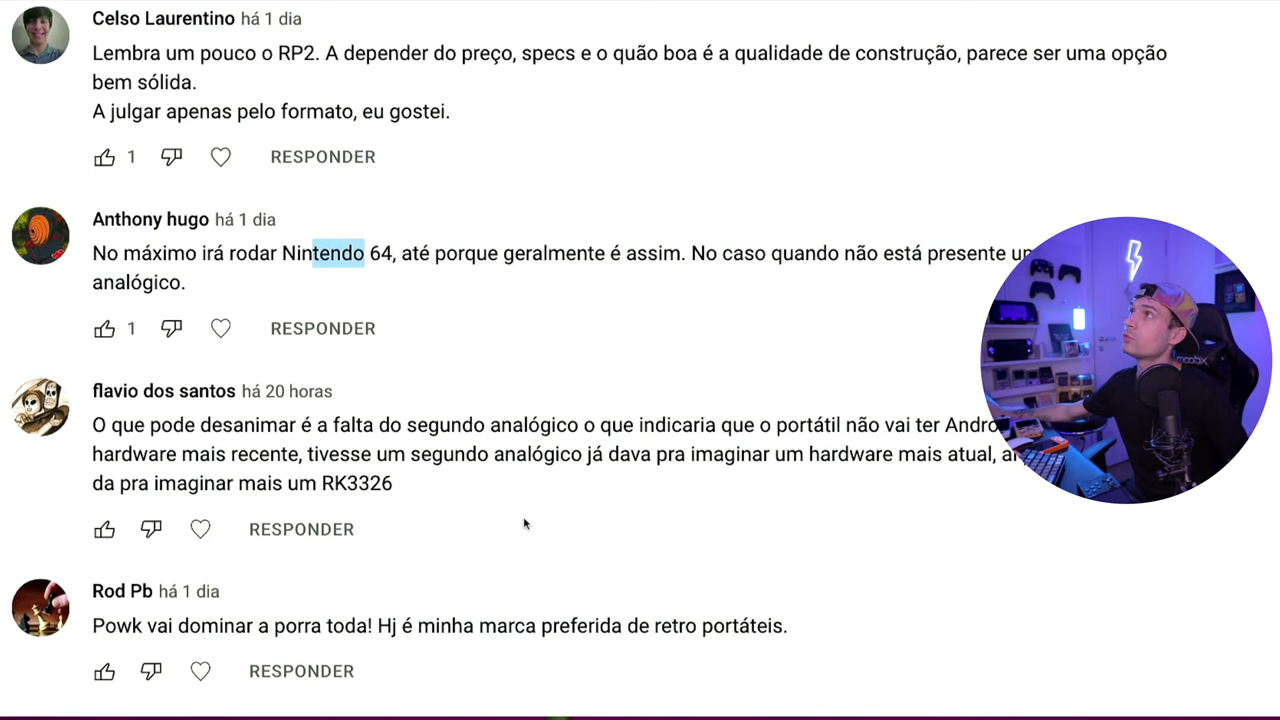 Celso Laurentino há 1 dia
Lembra um pouco o RP2. A depender do preço, specs e o quão boa é a qualidade de construção, parece ser uma opção
bem sólida.
A julgar apenas pelo formato, eu gostei.
1 RESPONDER
Anthony hugo há 1 dia
No máximo irá rodar Nintendo 64, até porque geralmente é assim. No caso quando não está presente
analógico.
1 RESPONDER
flavio dos santos há 20 horas
O que pode desanimar é a falta do segundo analógico o que indicaria que o portátil não vai ter
hardware mais recente, tivesse um segundo analógico já dava pra imaginar um hardware mais atual,
da pra imaginar mais um RK3326
RESPONDER
Rod Pb há 1 dia
Powk vai dominar a porra toda! Hj é minha marca preferida de retro portáteis.
RESPONDER